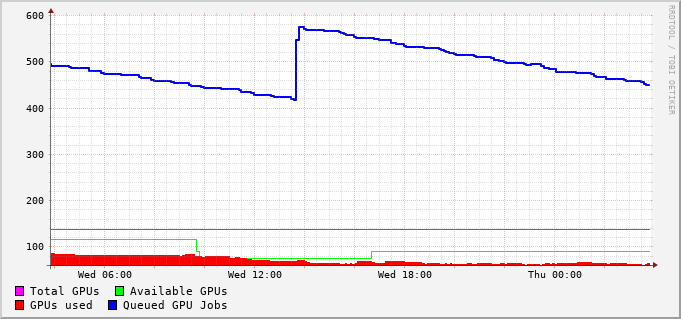 600
500
400
300
200
100
Wed 06:00 Wed 12:00 Wed 18:00 Thu 00:00
Total GPUs Available GPUs
GPUs used Queued GPU Jobs
RRDTOOL / TOBI OETIKER